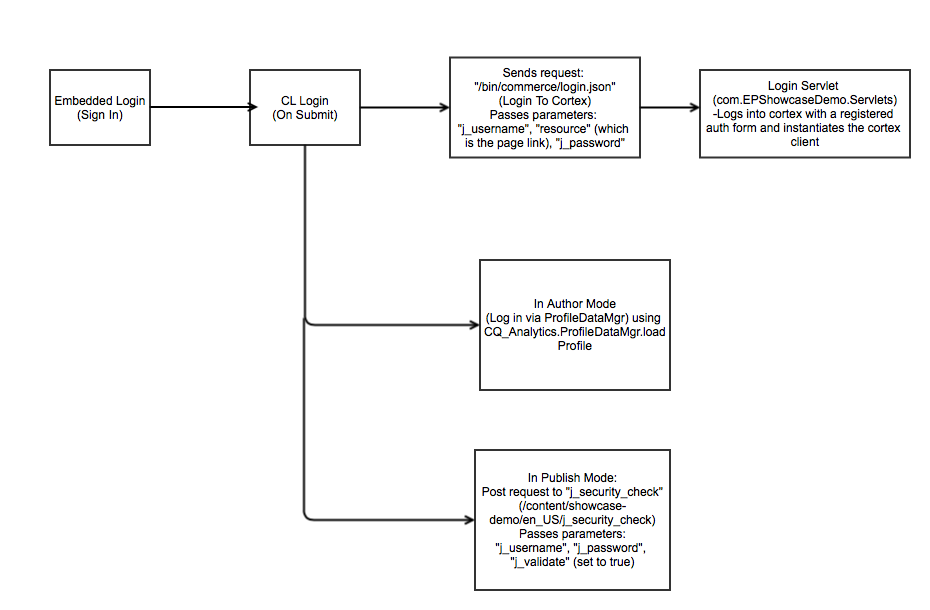 Embedded Login
(Sign In)
CL Login
(On Submit)
Sends request:
"/bin/commerce/login.json"
(Login To Cortex)
Passes parameters:
"j_username", "resource" (which
is the page link), "j_password"
Login Servlet
(com.EPShowcaseDemo.Servlets)
-Logs into cortex with a registered
auth form and instantiates the cortex
client
In Author Mode
(Log in via ProfileDataMgr) using
CQ_Analytics.ProfileDataMgr.load
Profile
In Publish Mode:
Post request to "j_security_check"
(/content/showcase-
demo/en_US/j_security_check)
Passes parameters:
"j_username", "j_password",
"j_validate" (set to true)